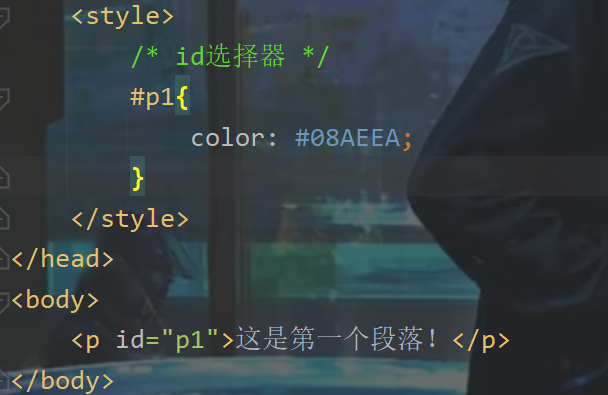 <style>
/* id选择器 */
#p1{
color: #08AEEA;
}
</style>
</head>
<body>
<p id="p1">这是第一个段落！</p>
</body>